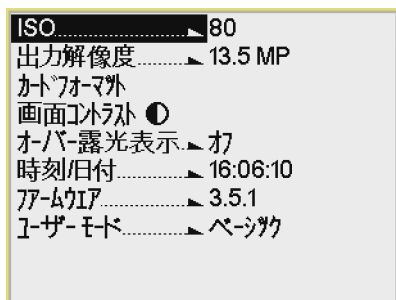 ISO......................80
出力解像度.........13.5 MP
カードフォーマット
画面コントラスト
オーバー露光表示..オフ
時刻/日付..............16:06:10
ファームウエア..............3.5.1
ユーザーモード.............ベーシック